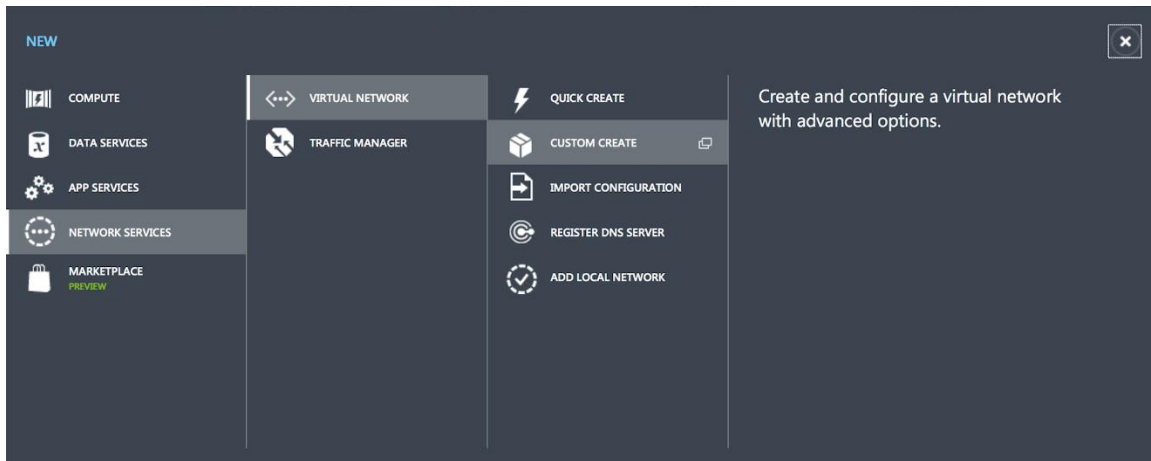 NEW
COMPUTE
DATA SERVICES
APP SERVICES
NETWORK SERVICES
MARKETPLACE
PREVIEW
VIRTUAL NETWORK
TRAFFIC MANAGER
QUICK CREATE
CUSTOM CREATE
IMPORT CONFIGURATION
REGISTER DNS SERVER
ADD LOCAL NETWORK
Create and configure a virtual network
with advanced options.